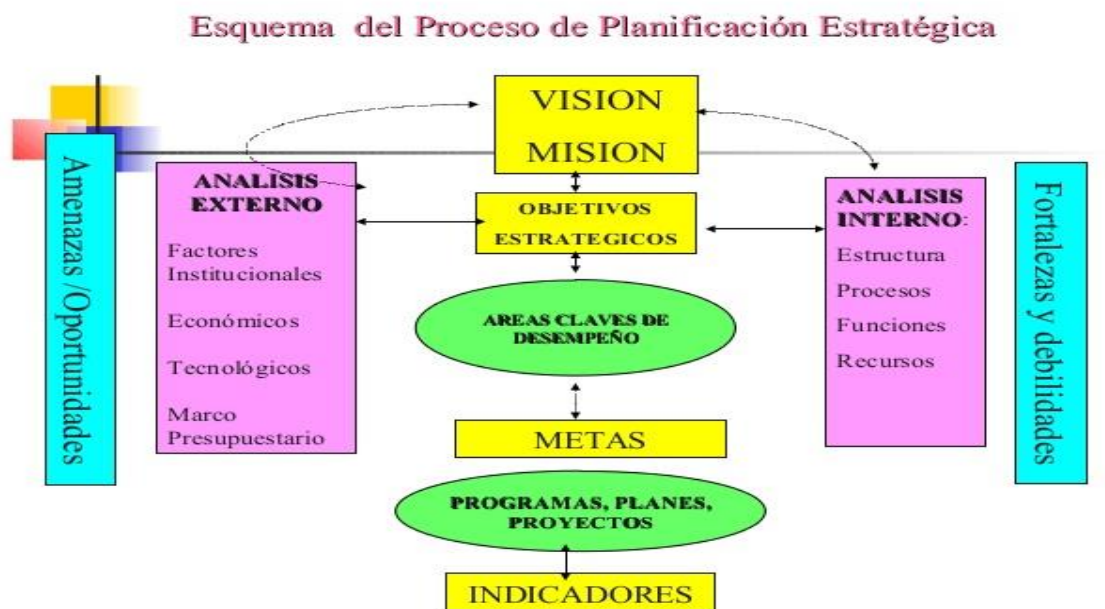 Esquema del Proceso de Planificación Estratégica
VISION
MISION
Amenazas /Oportunidades
ANALISIS
EXTERNO
Factores
Institucionales
Económicos
Tecnológicos
Marco
Presupuestario
OBJETIVOS
ESTRATEGICOS
AREAS CLAVES DE
DESEMPEÑO
METAS
PROGRAMAS, PLANES,
PROYECTOS
INDICADORES
ANALISIS
INTERNO:
Estructura
Procesos
Funciones
Recursos
Fortalezas y debilidades